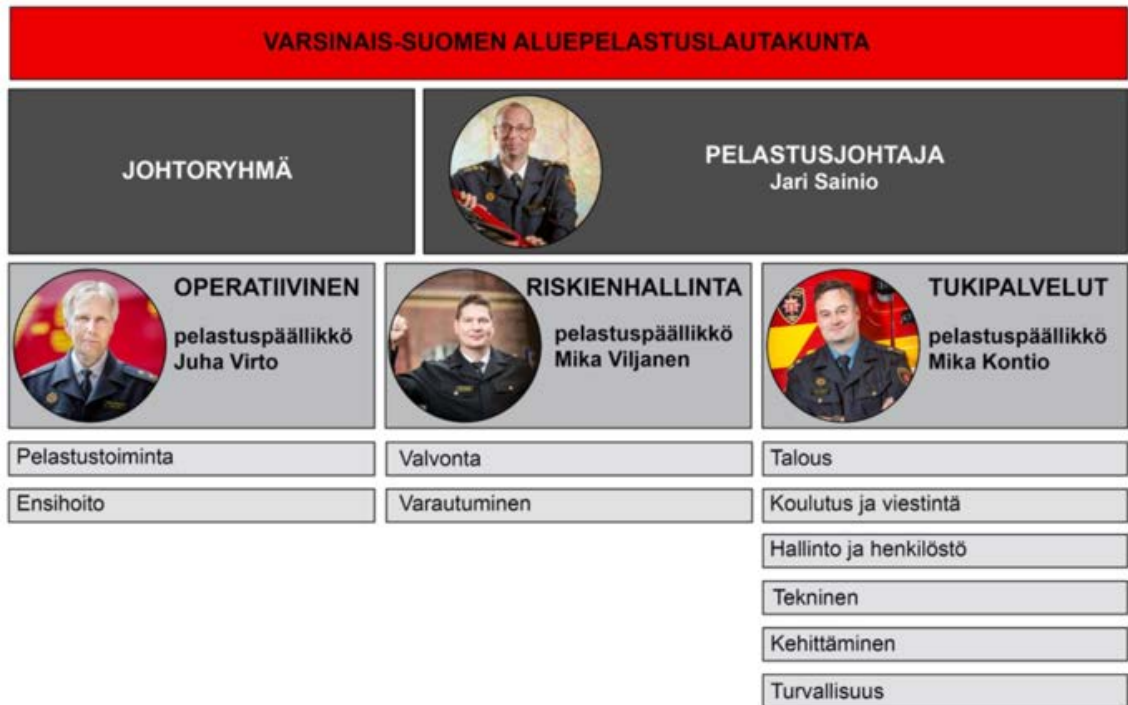 VARSINAIS-SUOMEN ALUEPELASTUSLAUTAKUNTA
JOHTORYHMÄ
PELASTUSJOHTAJA
Jari Sainio
OPERATIIVINEN
pelastuspäällikkö
Juha Virto
RISKIENHALLINTA
pelastuspäällikkö
Mika Viljanen
TUKIPALVELUT
pelastuspäällikkö
Mika Kontio
Pelastustoiminta
Ensihoito
Valvonta
Varautuminen
Talous
Koulutus ja viestintä
Hallinto ja henkilöstö
Tekninen
Kehittäminen
Turvallisuus